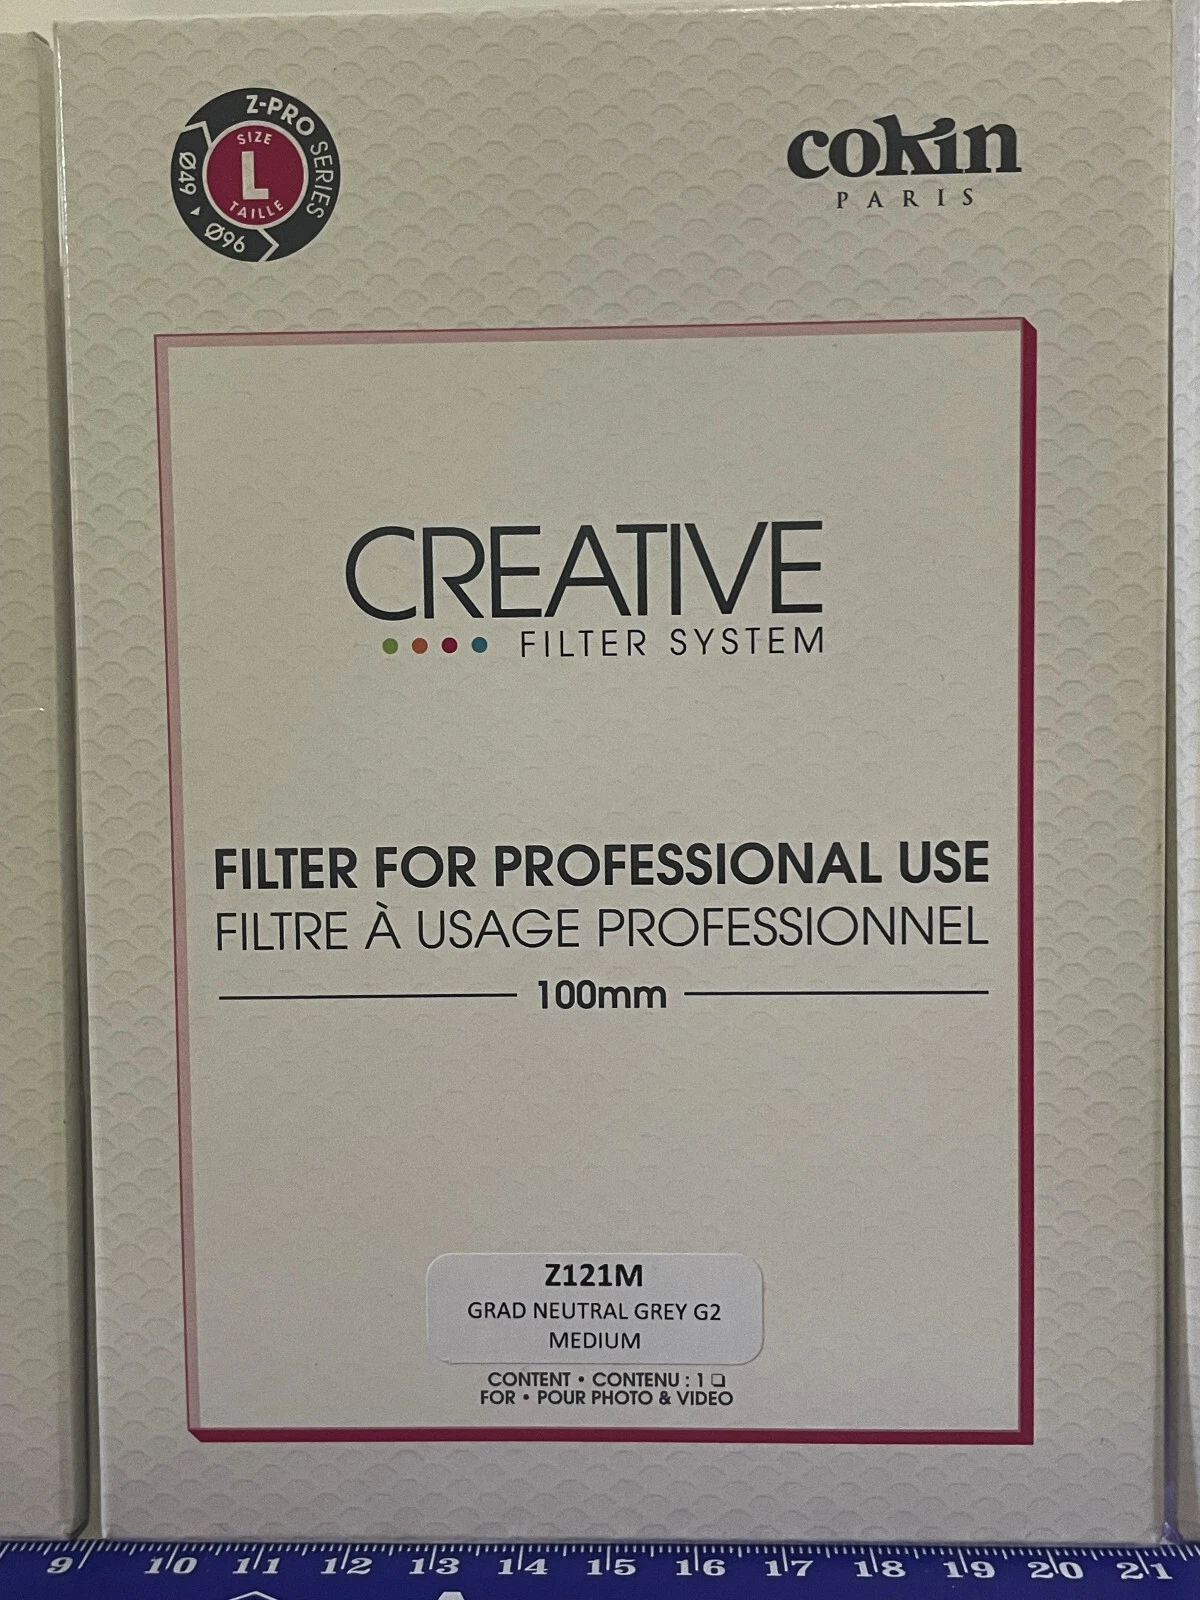 Z-PRO SERIES
SIZE
L
TAILLE
Ø49 ▸ Ø96
cokin
PARIS
CREATIVE
FILTER SYSTEM
FILTER FOR PROFESSIONAL USE
FILTRE À USAGE PROFESSIONNEL
100mm
Z121M
GRAD NEUTRAL GREY G2
MEDIUM
CONTENT • CONTENU : 1 ❏
FOR • POUR PHOTO & VIDEO
9 10 11 12 13 14 15 16 17 18 19 20 21